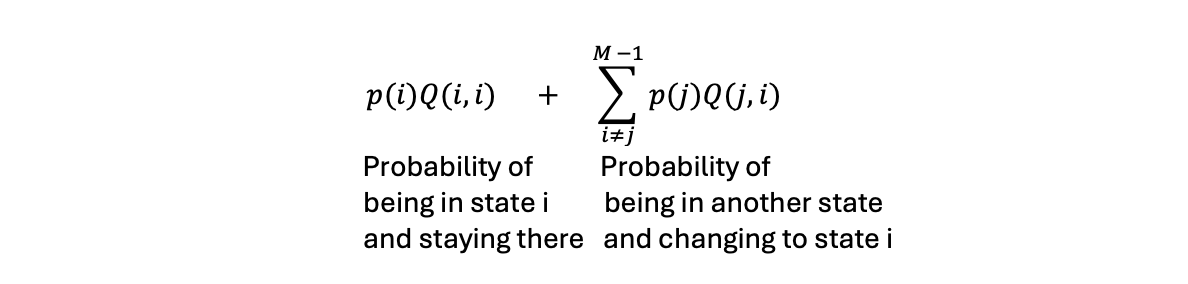 M −1
p(i)Q(i, i) + ∑ p(j)Q(j, i)
i≠j
Probability of Probability of
being in state i being in another state
and staying there and changing to state i